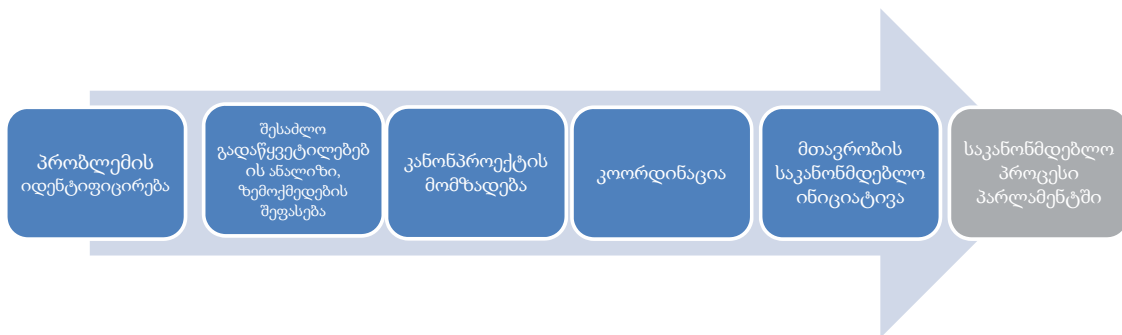 პრობლემის
იდენტიფიცირება
შესაძლო
გადაწყვეტილებებ
ის ანალიზი,
ზემოქმედების
შეფასება
კანონპროექტის
მომზადება
კოორდინაცია
მთავრობის
საკანონმდებლო
ინიციატივა
საკანონმდებლო
პროცესი
პარლამენტში